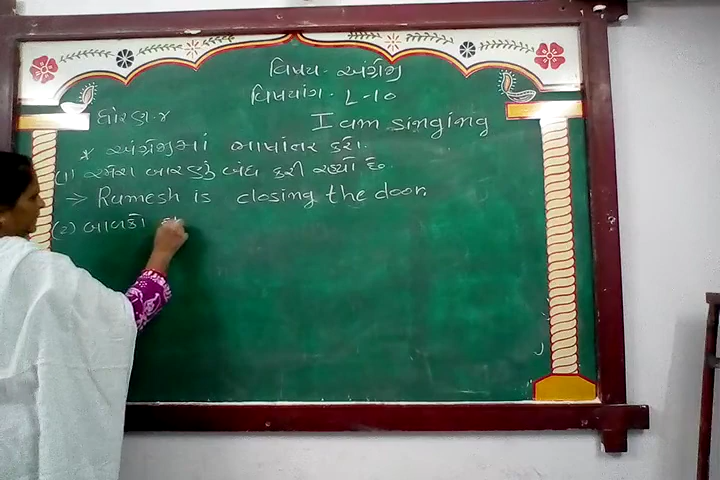 વિષય - અંગ્રેજી
વિષયાંગ - L-10
ધોરણ - ૪
I am singing
* અંગ્રેજીમાં ભાષાંતર કરો.
(1) રમેશ બારણું બંધ કરી રહ્યો છે.
→ Ramesh is closing the door.
(2) બાળકો